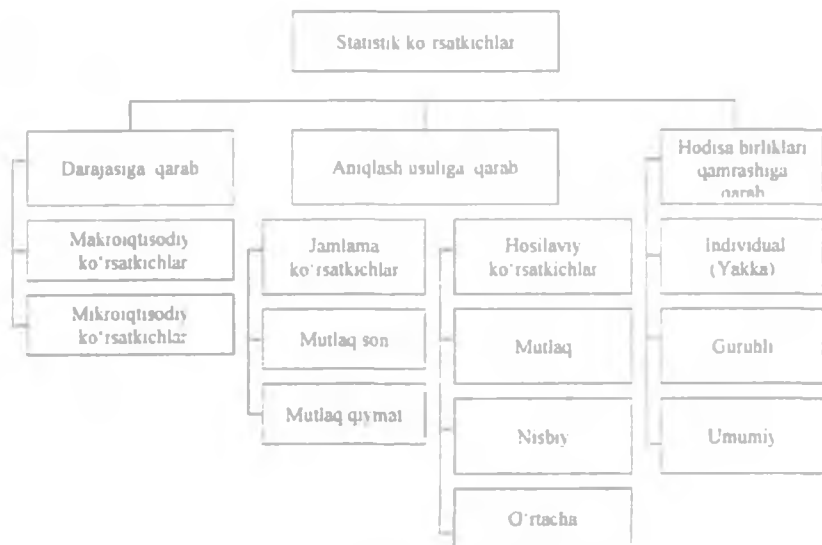 Statistik ko'rsatkichlar
Darajasiga qarab
Aniqlash usuliga qarab
Hodisa birliklari
qamrashiga
qarab
Makroiqtisodiy
ko'rsatkichlar
Mikroiqtisodiy
ko'rsatkichlar
Jamlama
ko'rsatkichlar
Mutlaq son
Mutlaq qiymat
Hosilaviy
ko'rsatkichlar
Mutlaq
Nisbiy
O'rtacha
Individual
(Yakka)
Guruhli
Umumiy